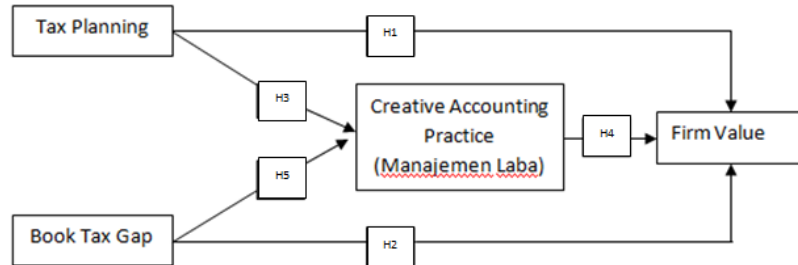 Tax Planning
H1
H3
Creative Accounting
Practice
(Manajemen Laba)
H4
Firm Value
H5
Book Tax Gap
H2